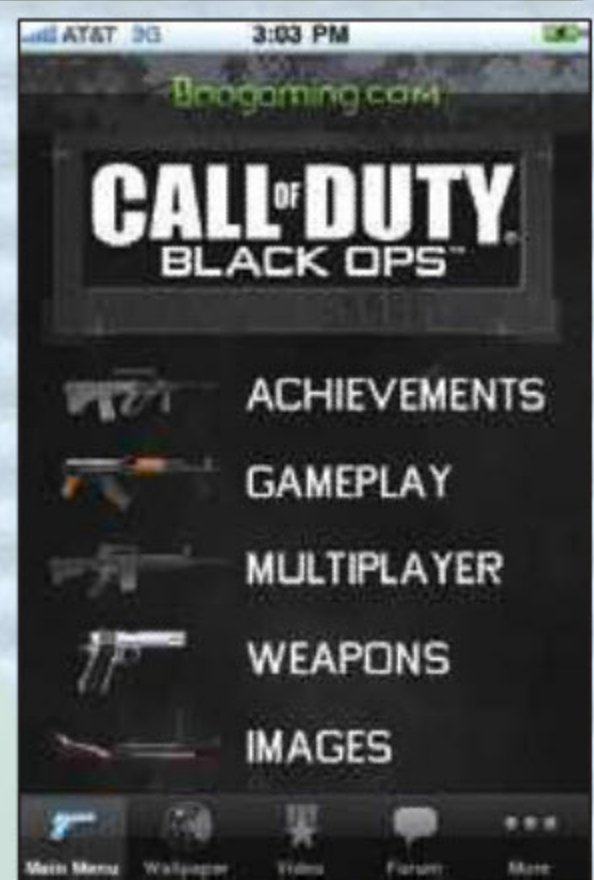 AT&T 3G 3:03 PM
CALL OF DUTY
BLACK OPS™
ACHIEVEMENTS
GAMEPLAY
MULTIPLAYER
WEAPONS
IMAGES
Main Menu Wallpaper Video Forum More